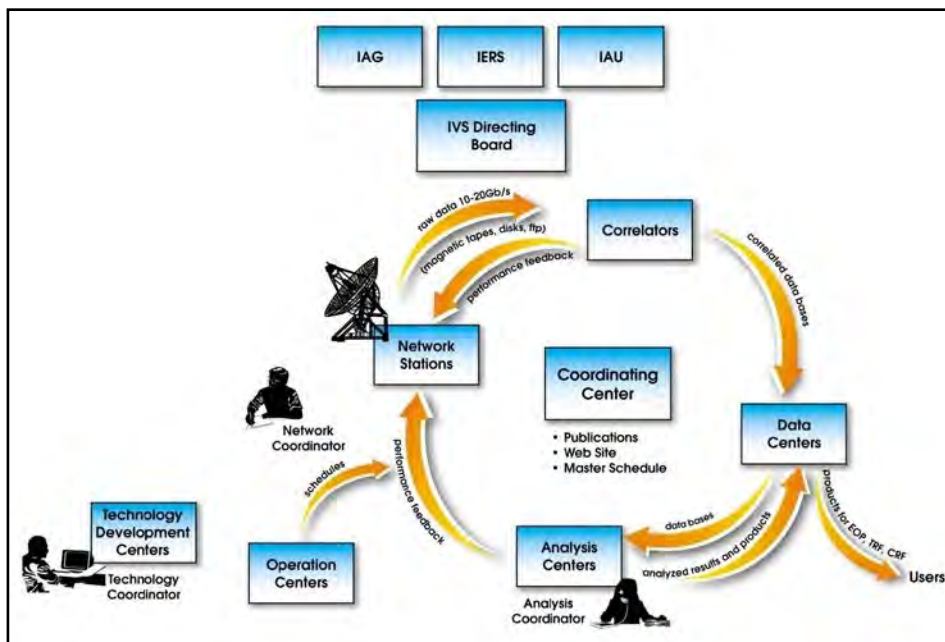 IAG
IERS
IAU
IVS Directing
Board
raw data 10-20Gb/s
(magnetic tapes, disks, ftp)
performance feedback
Correlators
correlated data bases
Network
Stations
Coordinating
Center
• Publications
• Web Site
• Master Schedule
Network
Coordinator
Data
Centers
schedules
performance feedback
data bases
analyzed results and products
products for EOP, TRF, CRF
Users
Technology
Development
Centers
Technology
Coordinator
Operation
Centers
Analysis
Centers
Analysis
Coordinator